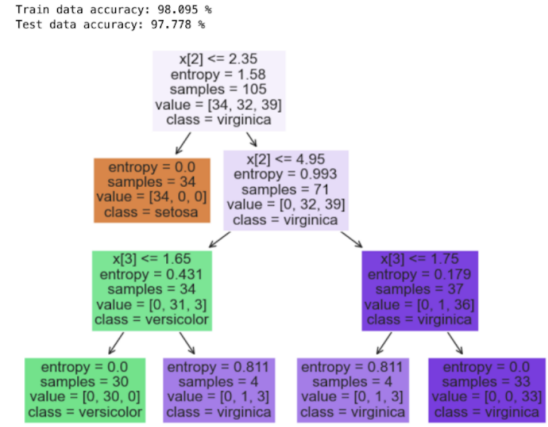 Train data accuracy: 98.095 %
Test data accuracy: 97.778 %
x[2] <= 2.35
entropy = 1.58
samples = 105
value = [34, 32, 39]
class = virginica
entropy = 0.0
samples = 34
value = [34, 0, 0]
class = setosa
x[2] <= 4.95
entropy = 0.993
samples = 71
value = [0, 32, 39]
class = virginica
x[3] <= 1.65
entropy = 0.431
samples = 34
value = [0, 31, 3]
class = versicolor
x[3] <= 1.75
entropy = 0.179
samples = 37
value = [0, 1, 36]
class = virginica
entropy = 0.0
samples = 30
value = [0, 30, 0]
class = versicolor
entropy = 0.811
samples = 4
value = [0, 1, 3]
class = virginica
entropy = 0.811
samples = 4
value = [0, 1, 3]
class = virginica
entropy = 0.0
samples = 33
value = [0, 0, 33]
class = virginica